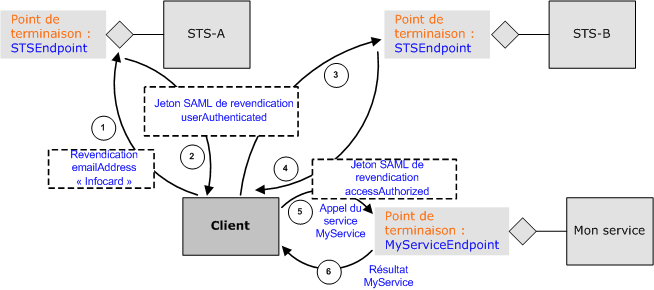 Point de
terminaison :
STSEndpoint
STS-A
Point de
terminaison :
STSEndpoint
STS-B
3
Jeton SAML de revendication
userAuthenticated
1
2
Revendication
emailAddress
« Infocard »
4
Jeton SAML de
revendication
accessAuthorized
Client
5
Appel du
service
MyService
Point de
terminaison :
MyServiceEndpoint
Mon service
6
Résultat
MyService